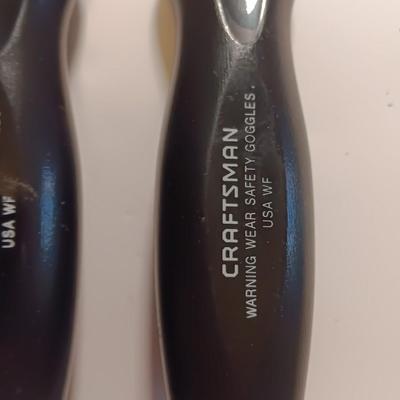 USA WF
CRAFTSMAN
WARNING WEAR SAFETY GOGGLES.
USA WF